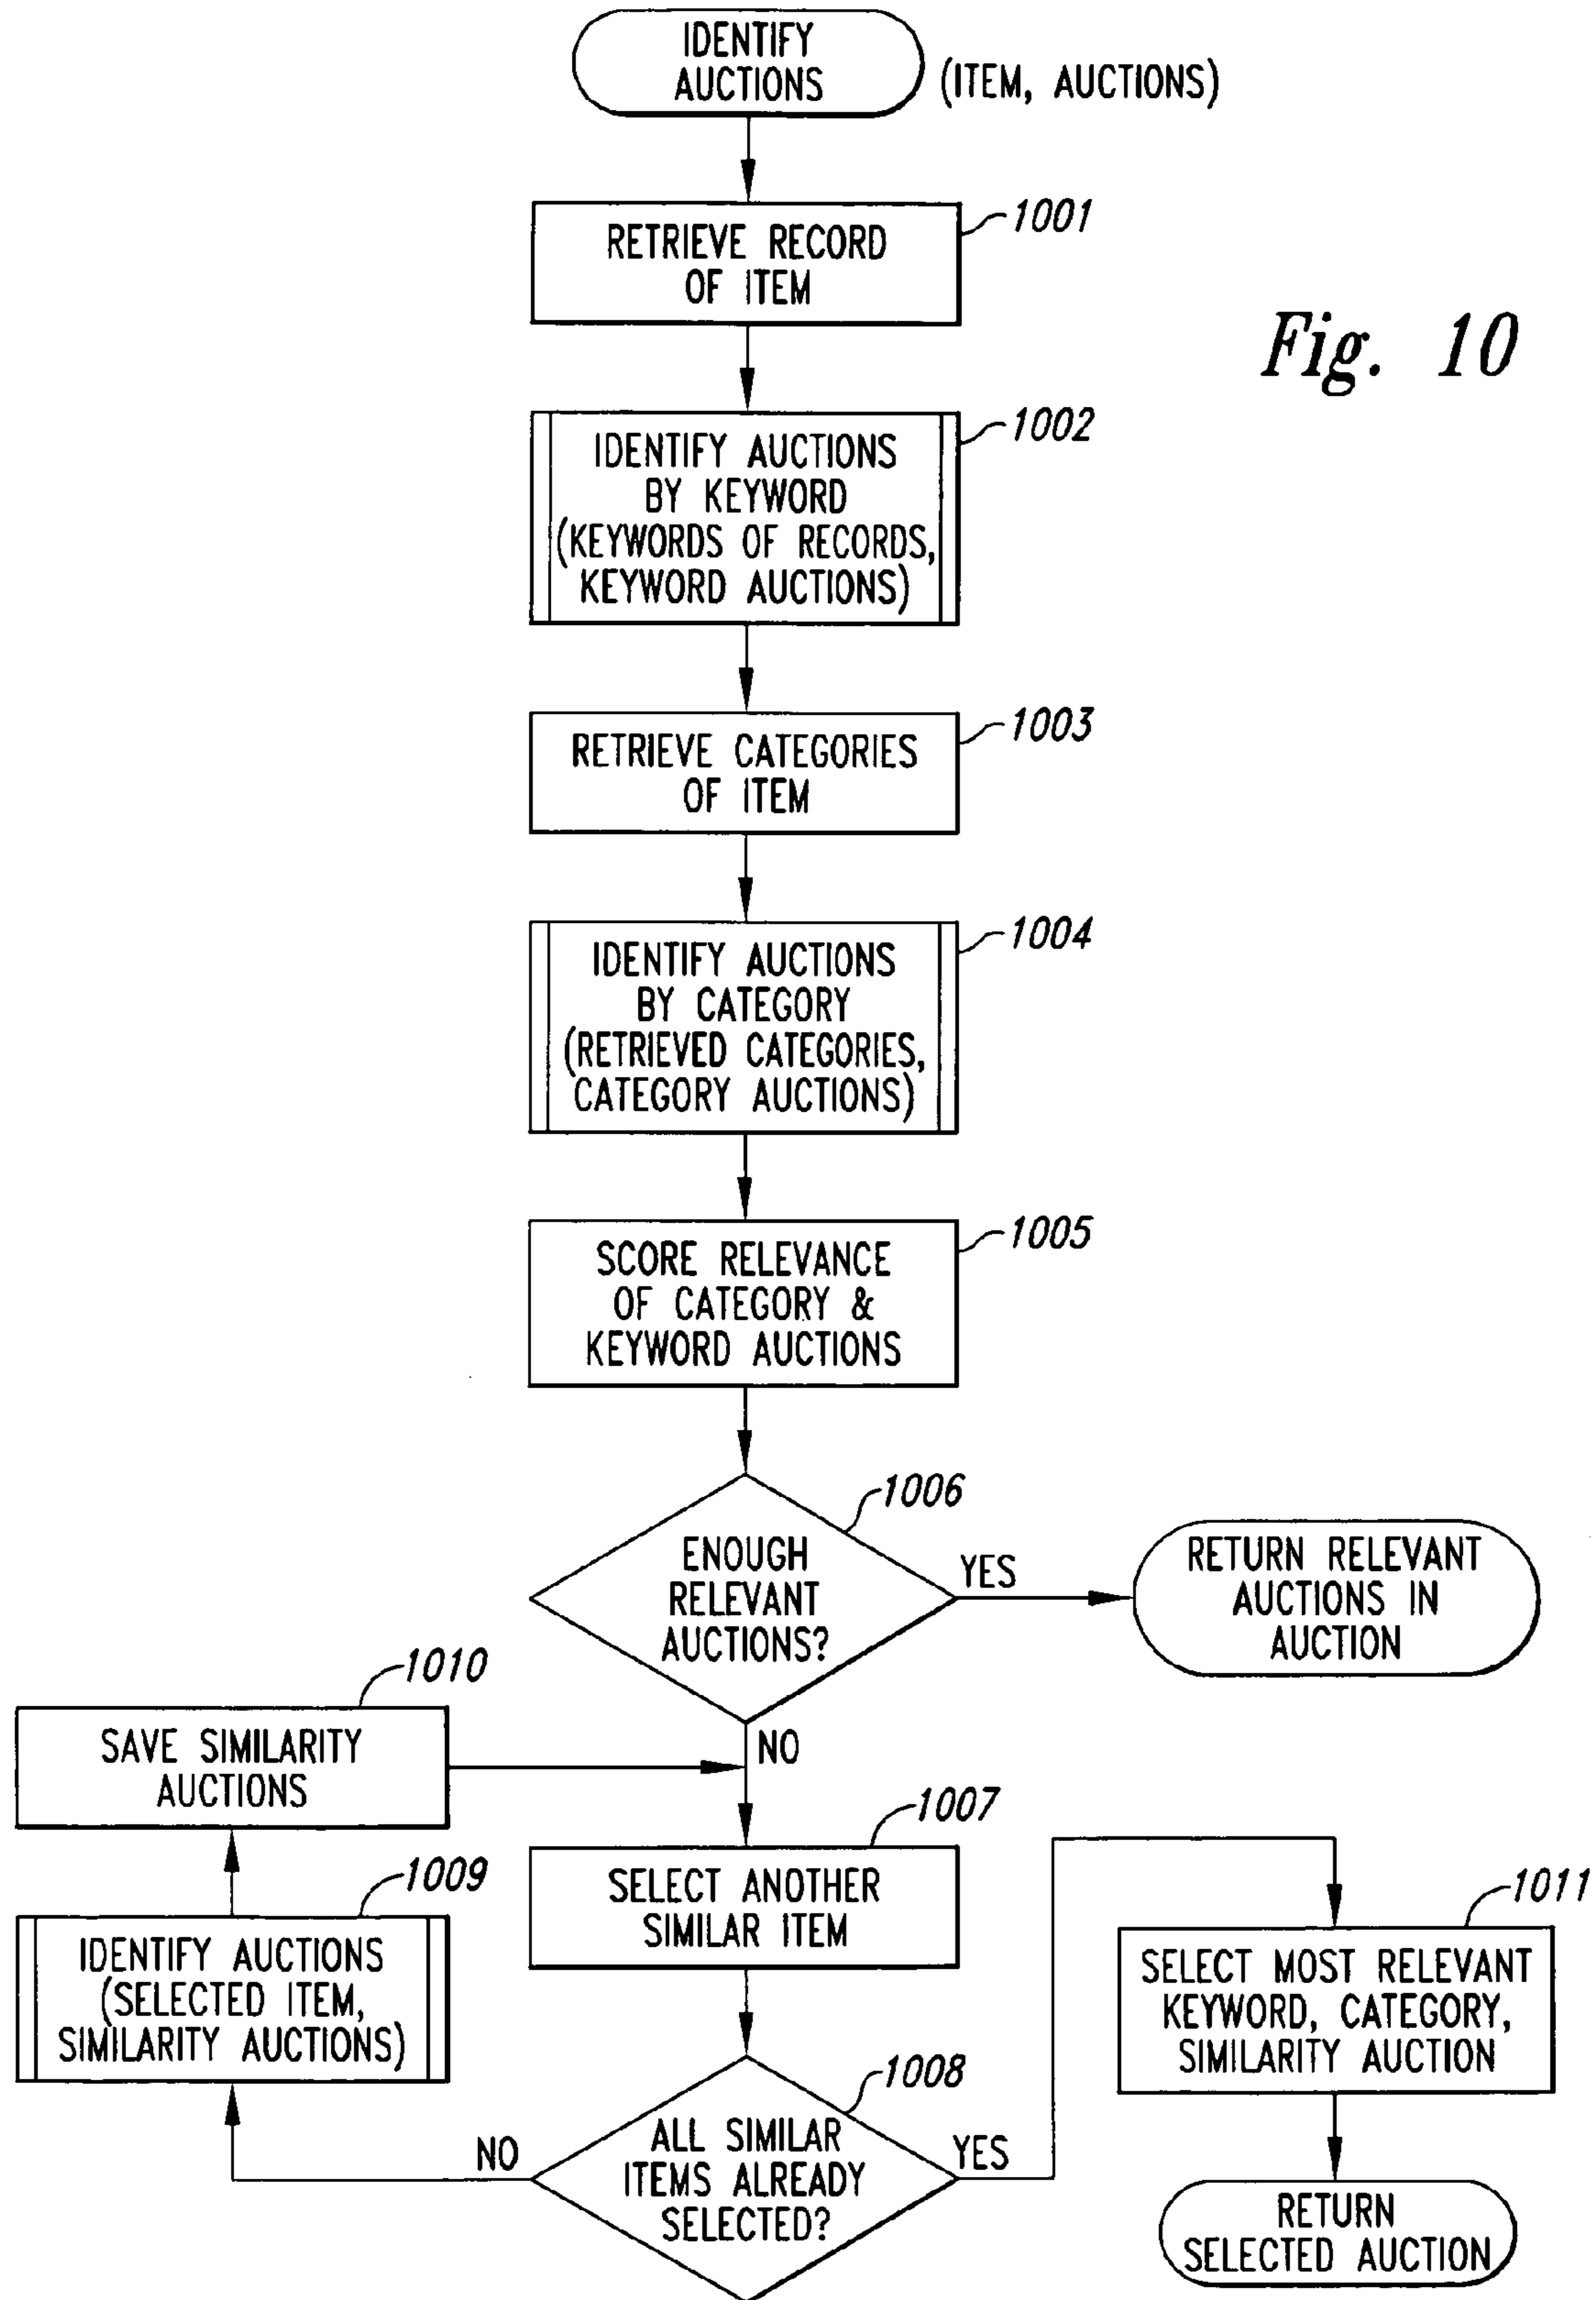 IDENTIFY
AUCTIONS
(ITEM, AUCTIONS)
1001
RETRIEVE RECORD
OF ITEM
Fig. 10
1002
IDENTIFY AUCTIONS
BY KEYWORD
(KEYWORDS OF RECORDS,
KEYWORD AUCTIONS)
1003
RETRIEVE CATEGORIES
OF ITEM
1004
IDENTIFY AUCTIONS
BY CATEGORY
(RETRIEVED CATEGORIES,
CATEGORY AUCTIONS)
1005
SCORE RELEVANCE
OF CATEGORY &
KEYWORD AUCTIONS
1006
ENOUGH
RELEVANT
AUCTIONS?
YES
RETURN RELEVANT
AUCTIONS IN
AUCTION
NO
1010
SAVE SIMILARITY
AUCTIONS
1007
SELECT ANOTHER
SIMILAR ITEM
1009
IDENTIFY AUCTIONS
(SELECTED ITEM,
SIMILARITY AUCTIONS)
1008
ALL SIMILAR
ITEMS ALREADY
SELECTED?
NO
YES
1011
SELECT MOST RELEVANT
KEYWORD, CATEGORY,
SIMILARITY AUCTION
RETURN
SELECTED AUCTION